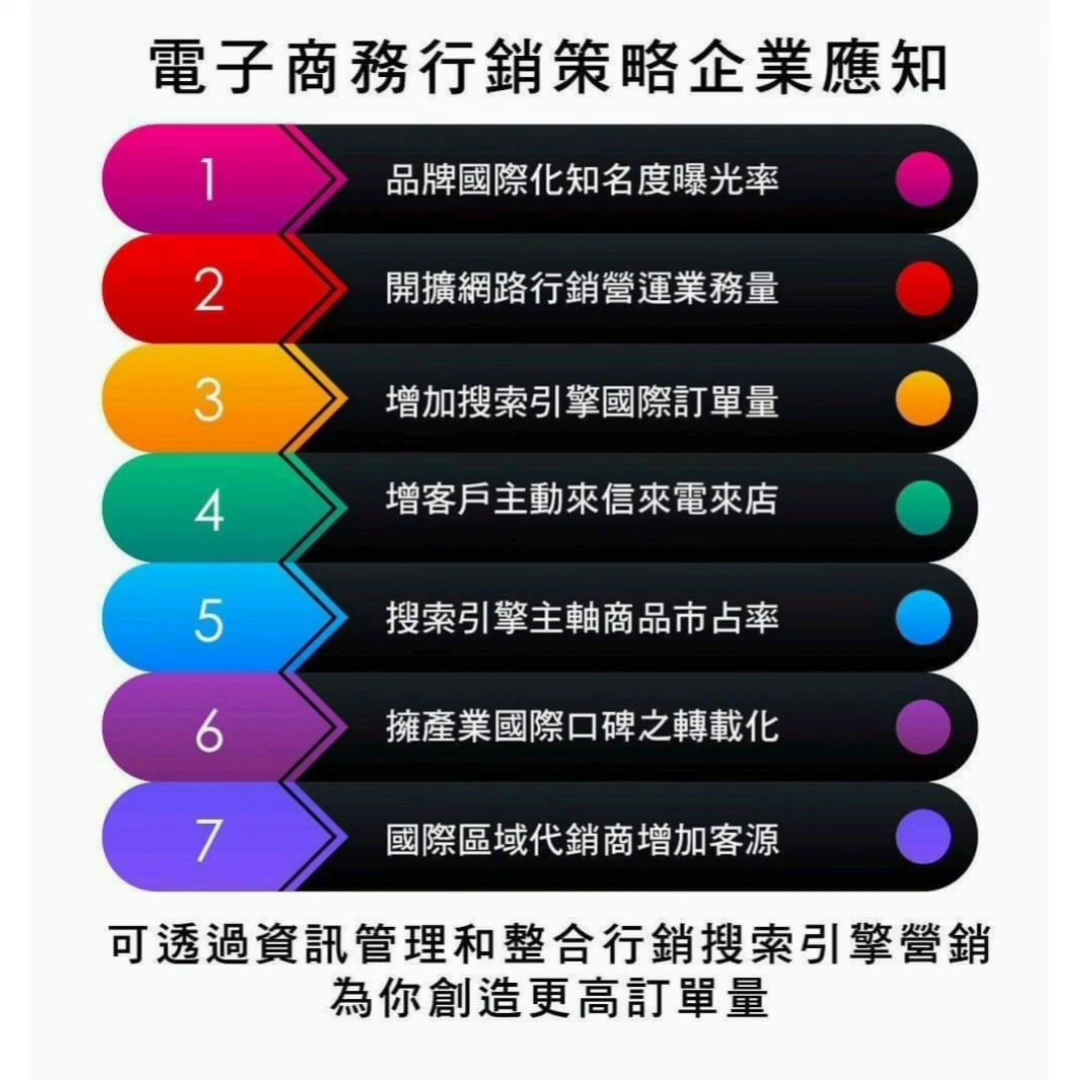 電子商務行銷策略企業應知
1 品牌國際化知名度曝光率
2 開擴網路行銷營運業務量
3 增加搜索引擎國際訂單量
4 增客戶主動來信來電來店
5 搜索引擎主軸商品市占率
6 擁產業國際口碑之轉載化
7 國際區域代銷商增加客源
可透過資訊管理和整合行銷搜索引擎營銷
為你創造更高訂單量